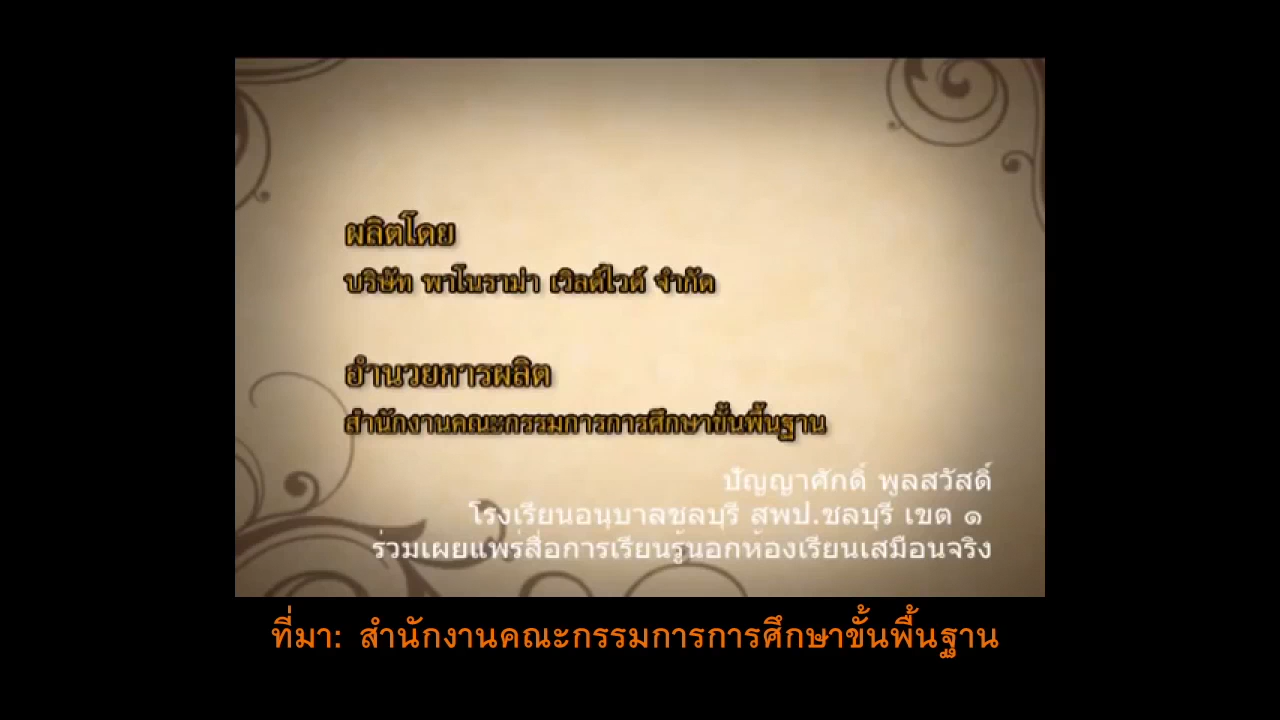 ผลิตโดย
บริษัท พาโนราม่า เวิลด์ไวด์ จำกัด
อำนวยการผลิต
สำนักงานคณะกรรมการการศึกษาขั้นพื้นฐาน
ปัญญาศักดิ์ พูลสวัสดิ์
โรงเรียนอนุบาลชลบุรี สพป.ชลบุรี เขต ๑
ร่วมเผยแพร่สื่อการเรียนรู้นอกห้องเรียนเสมือนจริง
ที่มา: สำนักงานคณะกรรมการการศึกษาขั้นพื้นฐาน